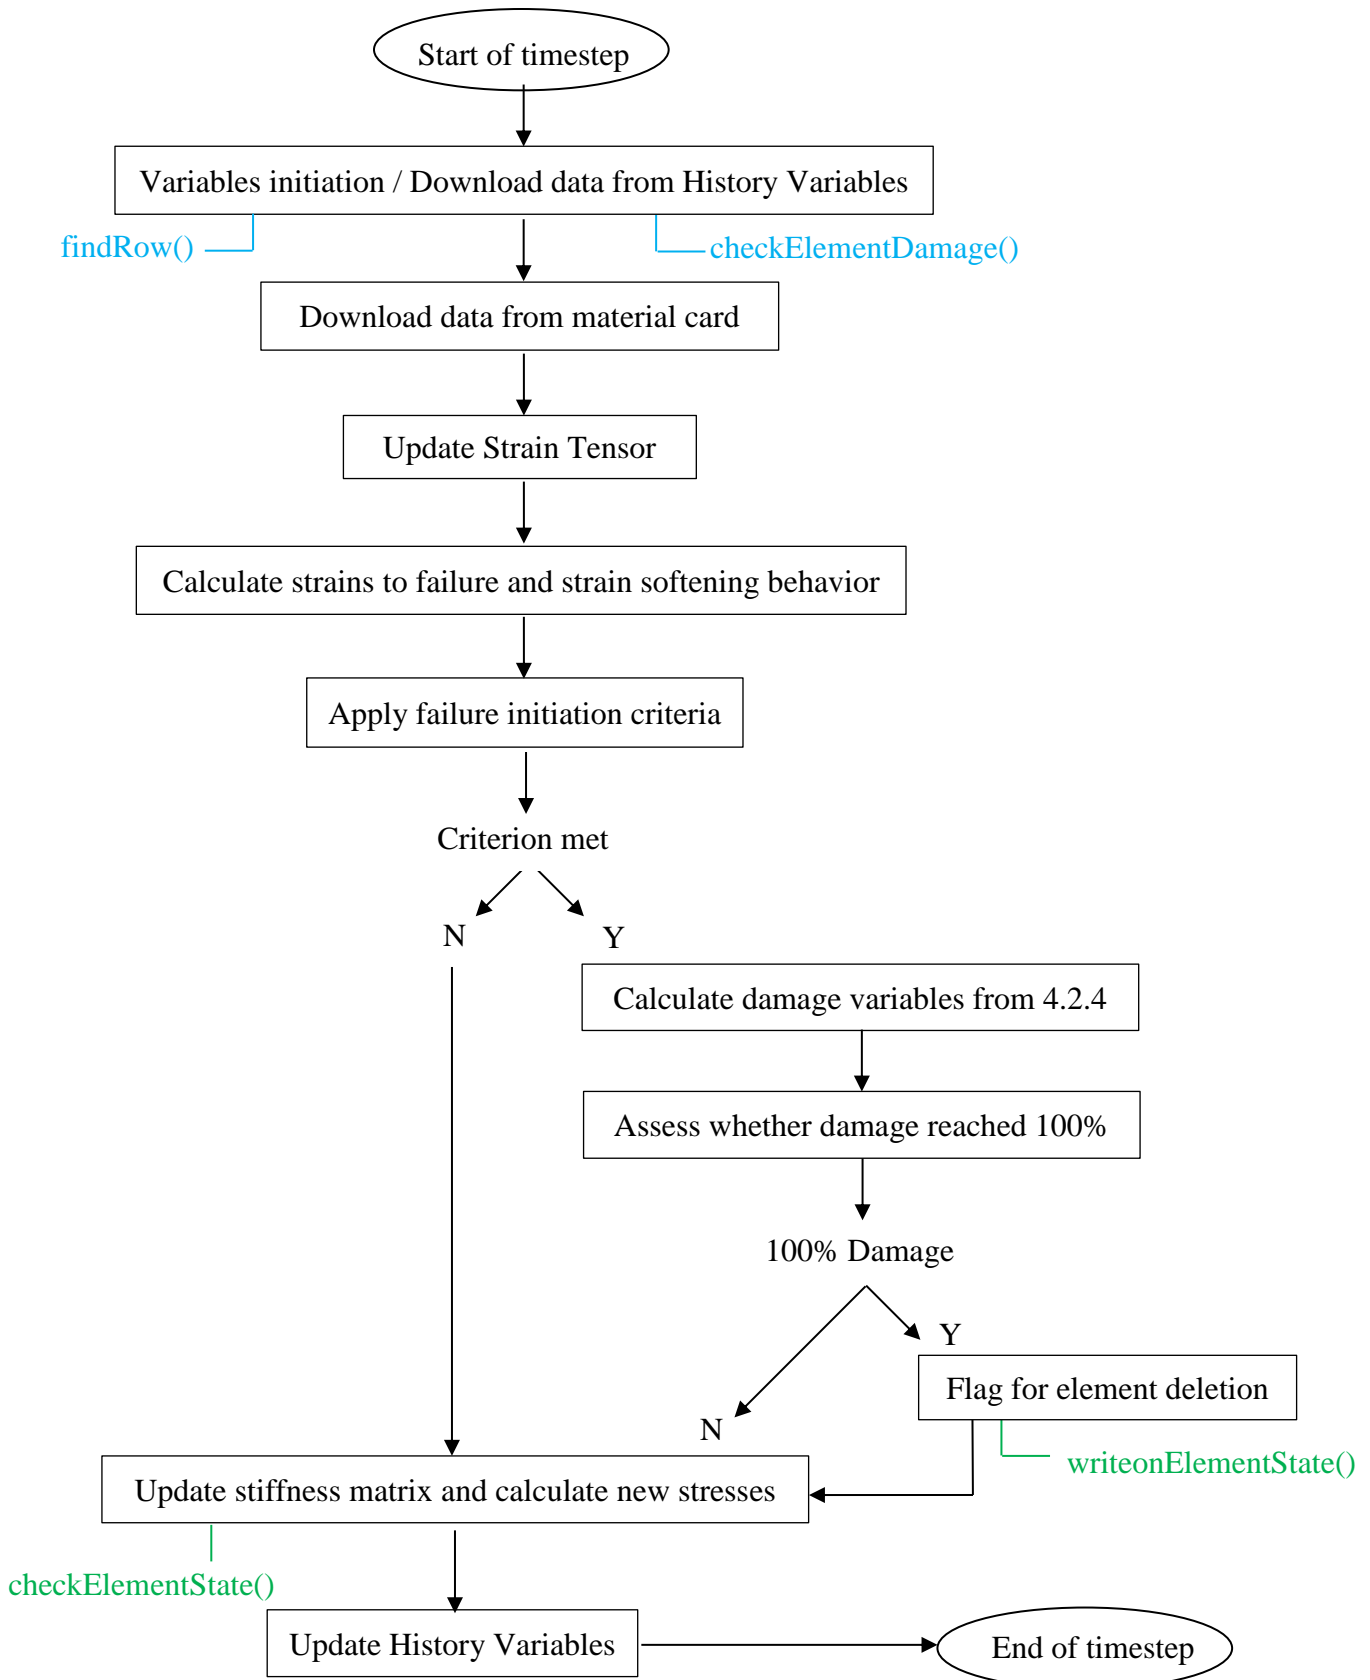 Start of timestep
Variables initiation / Download data from History Variables
findRow()
checkElementDamage()
Download data from material card
Update Strain Tensor
Calculate strains to failure and strain softening behavior
Apply failure initiation criteria
Criterion met
N
Y
Calculate damage variables from 4.2.4
Assess whether damage reached 100%
100% Damage
Y
Flag for element deletion
N
writeonElementState()
Update stiffness matrix and calculate new stresses
checkElementState()
Update History Variables
End of timestep